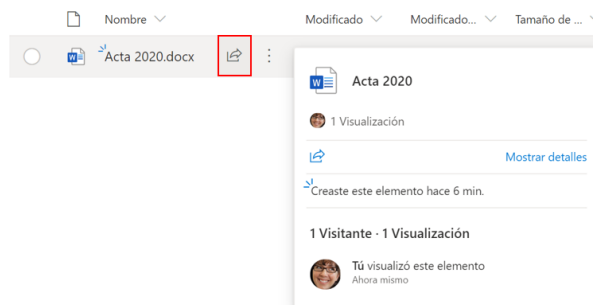 Nombre Modificado Modificado... Tamaño de ...
Acta 2020.docx
Acta 2020
1 Visualización
Mostrar detalles
Creaste este elemento hace 6 min.
1 Visitante · 1 Visualización
Tú visualizó este elemento
Ahora mismo